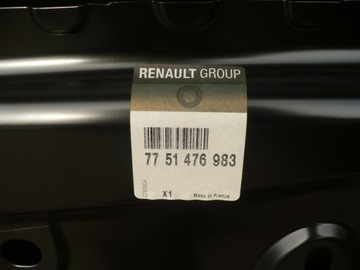 RENAULT GROUP
77 51 476 983
X1 Made in France